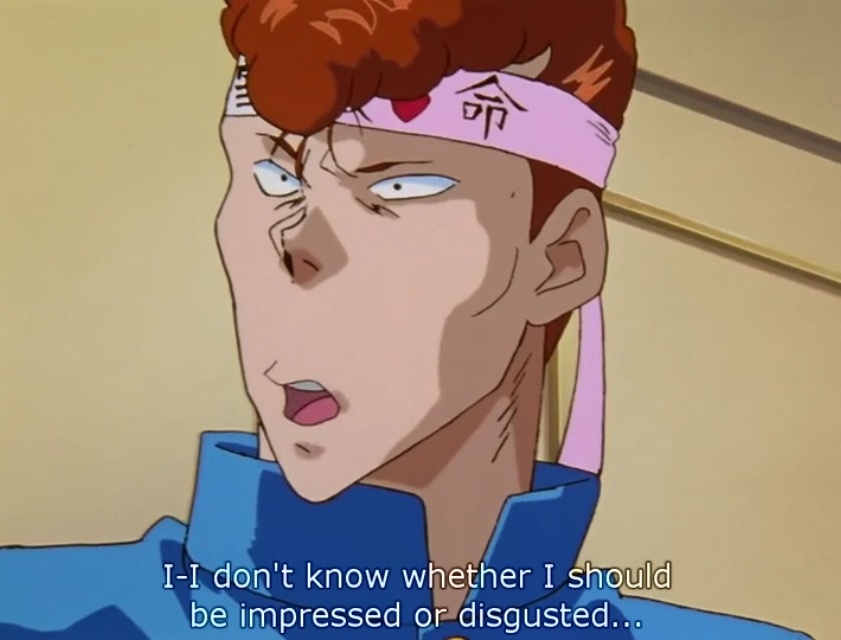 命
I-I don't know whether I should
be impressed or disgusted...